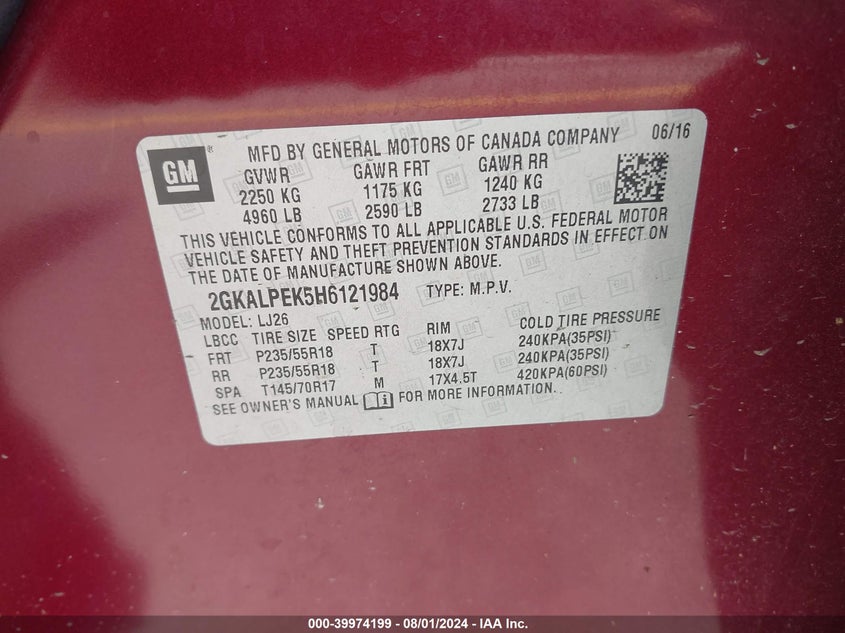 GM
MFD BY GENERAL MOTORS OF CANADA COMPANY 06/16
GVWR GAWR FRT GAWR RR
2250 KG 1175 KG 1240 KG
4960 LB 2590 LB 2733 LB
THIS VEHICLE CONFORMS TO ALL APPLICABLE U.S. FEDERAL MOTOR
VEHICLE SAFETY AND THEFT PREVENTION STANDARDS IN EFFECT ON
THE DATE OF MANUFACTURE SHOWN ABOVE.
2GKALPEK5H6121984 TYPE: M.P.V.
MODEL: LJ26
LBCC TIRE SIZE SPEED RTG RIM COLD TIRE PRESSURE
FRT P235/55R18 T 18X7J 240KPA(35PSI)
RR P235/55R18 T 18X7J 240KPA(35PSI)
SPA T145/70R17 M 17X4.5T 420KPA(60PSI)
SEE OWNER'S MANUAL FOR MORE INFORMATION.
000-39974199 | 08/01/2024 | IAA Inc.